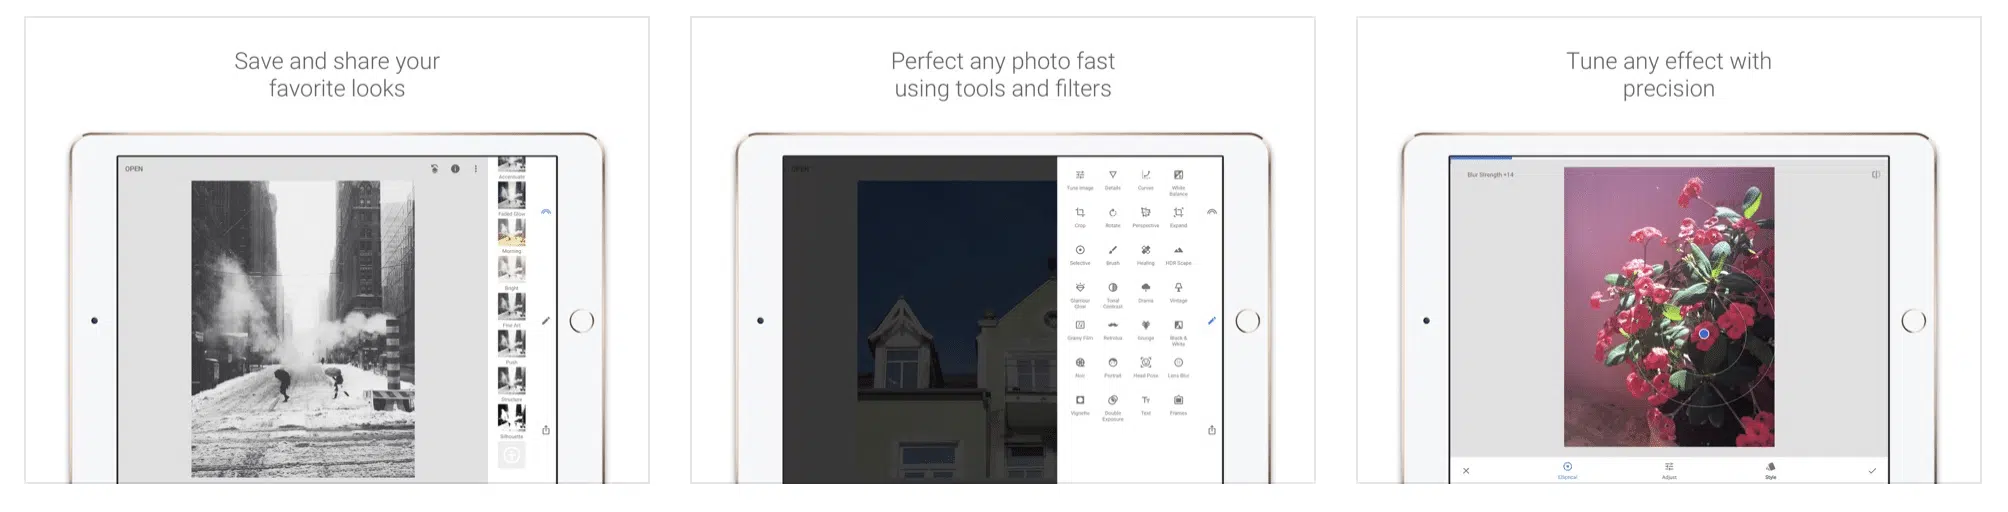 Save and share your
favorite looks
OPEN
Accentuate
Faded Glow
Morning
Bright
Fine Art
Push
Structure
Silhouette
Perfect any photo fast
using tools and filters
OPEN
Tune Image Details Curves White
Balance
Crop Rotate Perspective Expand
Selective Brush Healing HDR Scape
Glamour Tonal Drama Vintage
Glow Contrast
Grainy Film Retrolux Grunge Black &
White
Noir Portrait Head Pose Lens Blur
Vignette Double Text Frames
Exposure
Tune any effect with
precision
Blur Strength +14
Elliptical Adjust Style